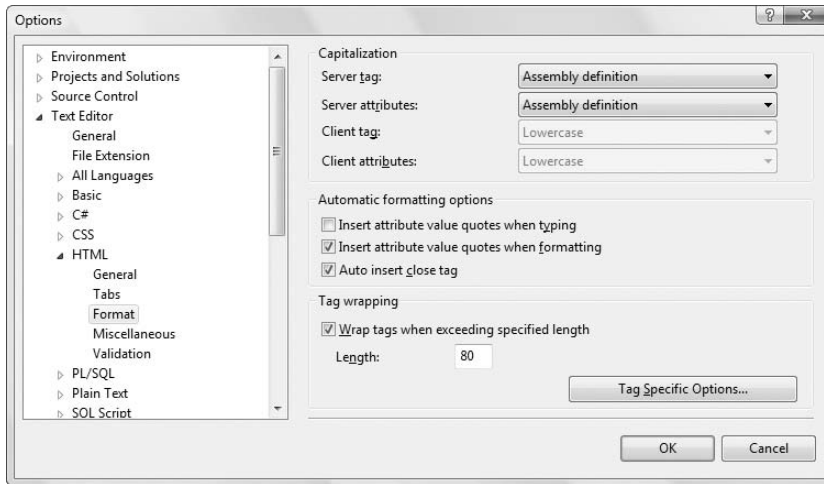 Options
Environment
Projects and Solutions
Source Control
Text Editor
General
File Extension
All Languages
Basic
C#
CSS
HTML
General
Tabs
Format
Miscellaneous
Validation
PL/SQL
Plain Text
SQL Script
Capitalization
Server tag: Assembly definition
Server attributes: Assembly definition
Client tag: Lowercase
Client attributes: Lowercase
Automatic formatting options
Insert attribute value quotes when typing
Insert attribute value quotes when formatting
Auto insert close tag
Tag wrapping
Wrap tags when exceeding specified length
Length: 80
Tag Specific Options...
OK Cancel